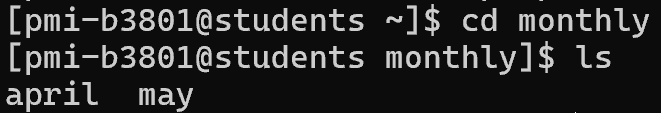 [pmi-b3801@students ~]$ cd monthly
[pmi-b3801@students monthly]$ ls
april  may